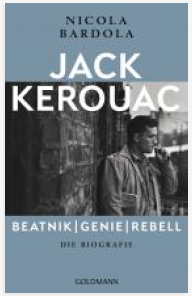 NICOLA
BARDOLA
JACK
KEROUAC
BEATNIK|GENIE|REBELL
DIE BIOGRAFIE
GOLDMANN